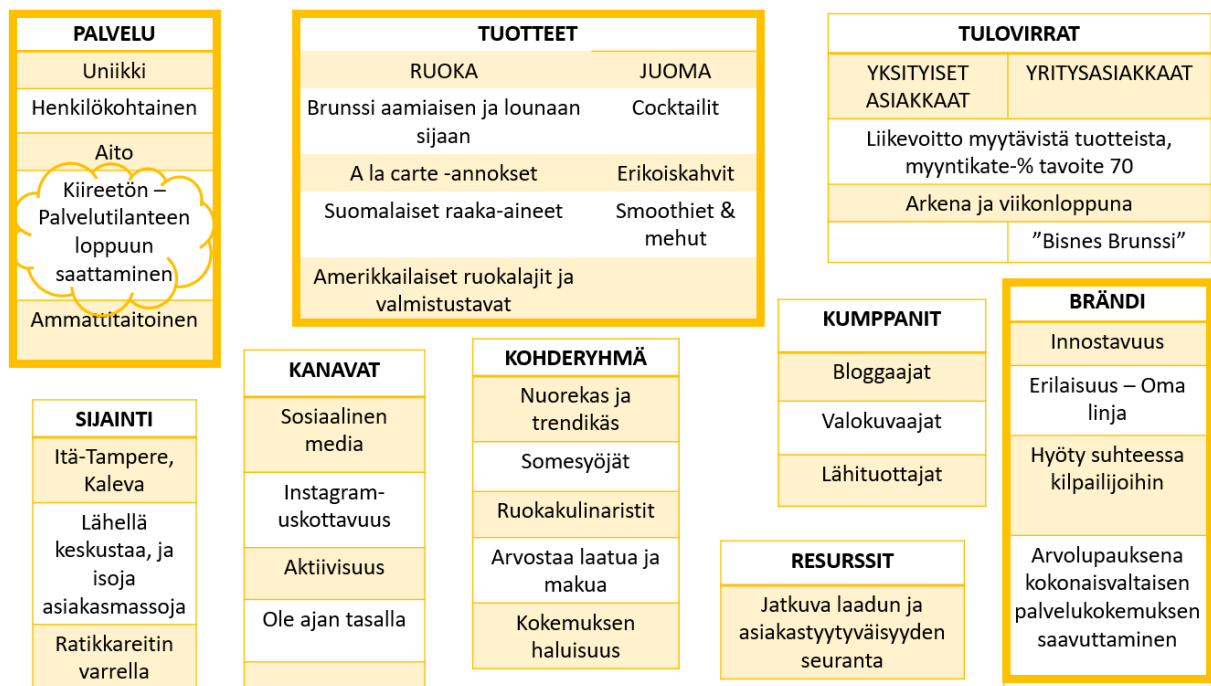 PALVELU
Uniikki
Henkilökohtainen
Aito
Kiireetön –
Palvelutilanteen
loppuun
saattaminen
Ammattitaitoinen
TUOTTEET
RUOKA
JUOMA
Brunssi aamiaisen ja lounaan
sijaan
Cocktailit
A la carte -annokset
Erikoiskahvit
Suomalaiset raaka-aineet
Smoothiet &
mehut
Amerikkailaiset ruokalajit ja
valmistustavat
TULOVIRRAT
YKSITYISET
ASIAKKAAT
YRITYSASIAKKAAT
Liikevoitto myytävistä tuotteista,
myyntikate-% tavoite 70
Arkena ja viikonloppuna
”Bisnes Brunssi”
SIJAINTI
Itä-Tampere,
Kaleva
Lähellä
keskustaa, ja
isoja
asiakasmassoja
Ratikkareitin
varrella
KANAVAT
Sosiaalinen
media
Instagram-
uskottavuus
Aktiivisuus
Ole ajan tasalla
KOHDERYHMÄ
Nuorekas ja
trendikäs
Somesyöjät
Ruokakulinaristit
Arvostaa laatua ja
makua
Kokemuksen
haluisuus
KUMPPANIT
Bloggaajat
Valokuvaajat
Lähituottajat
RESURSSIT
Jatkuva laadun ja
asiakastyytyväisyyden
seuranta
BRÄNDI
Innostavuus
Erilaisuus – Oma
linja
Hyöty suhteessa
kilpailijoihin
Arvolupauksena
kokonaisvaltaisen
palvelukokemuksen
saavuttaminen